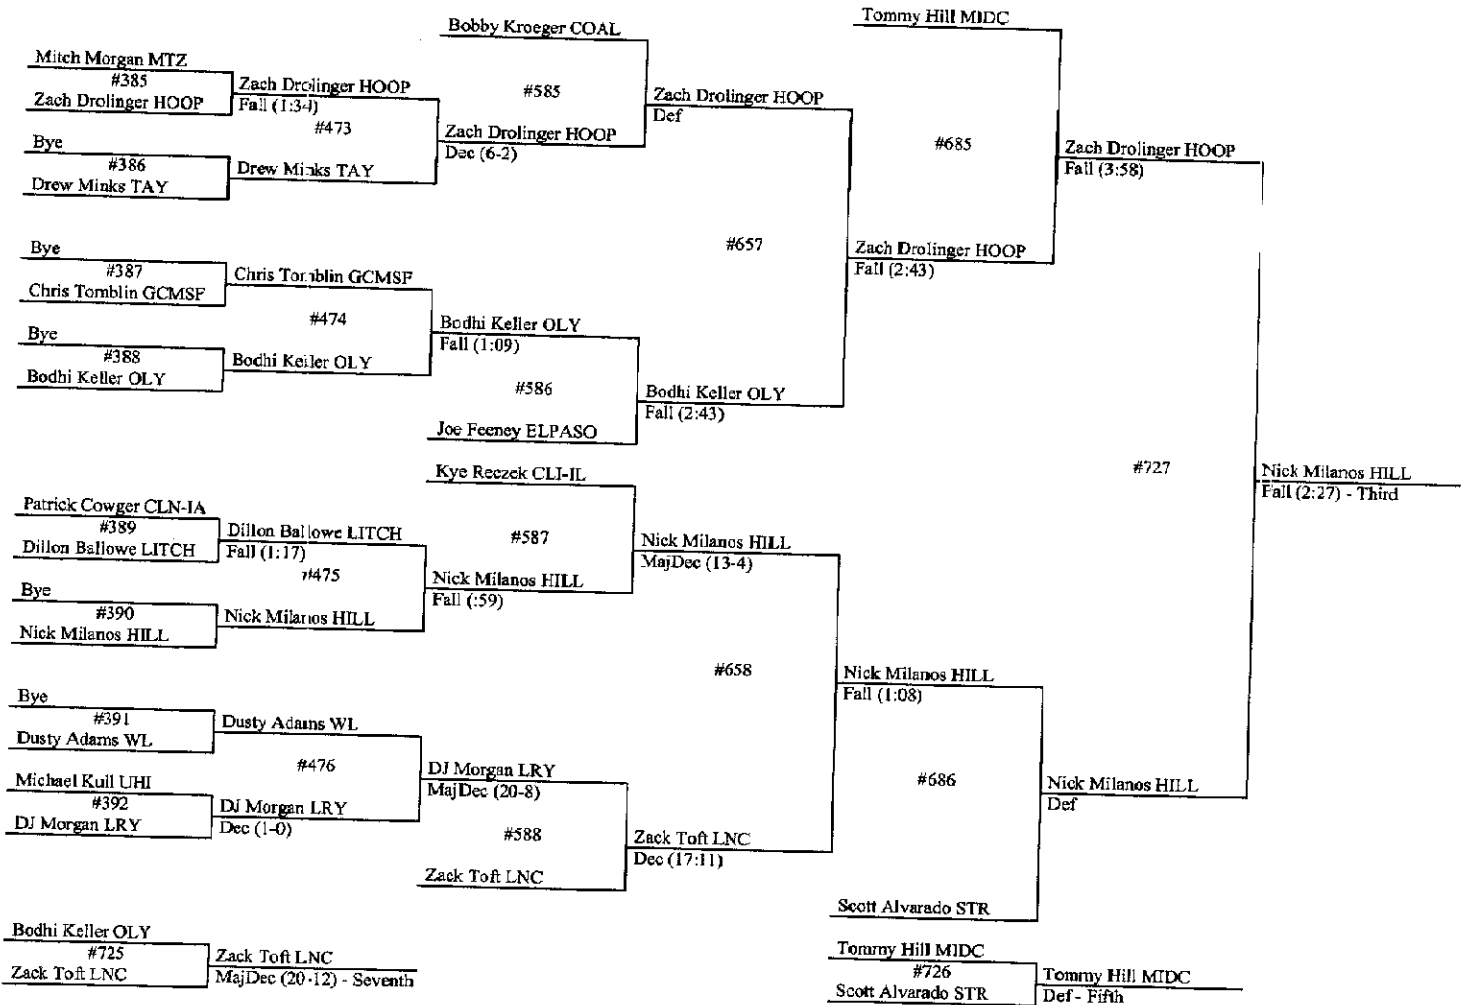 Tommy Hill MIDC
Bobby Kroeger COAL
Mitch Morgan MTZ
#385
Zach Drolinger HOOP
Zach Drolinger HOOP
Fall (1:34)
#473
Bye
#386
Drew Minks TAY
Drew Minks TAY
#585
Zach Drolinger HOOP
Dec (6-2)
Zach Drolinger HOOP
Def
#685
Zach Drolinger HOOP
Fall (3:58)
Bye
#387
Chris Tomblin GCMSF
Chris Tomblin GCMSF
#474
Bye
#388
Bodhi Keller OLY
Bodhi Keller OLY
Bodhi Keller OLY
Fall (1:09)
#586
Joe Feeney ELPASO
Bodhi Keller OLY
Fall (2:43)
#657
Zach Drolinger HOOP
Fall (2:43)
Kye Reczek CLI-IL
Patrick Cowger CLN-IA
#389
Dillon Ballowe LITCH
Dillon Ballowe LITCH
Fall (1:17)
#475
Bye
#390
Nick Milanos HILL
Nick Milanos HILL
#587
Nick Milanos HILL
Fall (:59)
Nick Milanos HILL
MajDec (13-4)
#727
Nick Milanos HILL
Fall (2:27) - Third
Bye
#391
Dusty Adams WL
Dusty Adams WL
#476
Michael Kull UHI
#392
DJ Morgan LRY
DJ Morgan LRY
Dec (1-0)
DJ Morgan LRY
MajDec (20-8)
#588
Zack Toft LNC
Zack Toft LNC
Dec (17:11)
#658
Nick Milanos HILL
Fall (1:08)
#686
Nick Milanos HILL
Def
Scott Alvarado STR
Bodhi Keller OLY
#725
Zack Toft LNC
Zack Toft LNC
MajDec (20-12) - Seventh
Tommy Hill MIDC
#726
Scott Alvarado STR
Tommy Hill MIDC
Def - Fifth